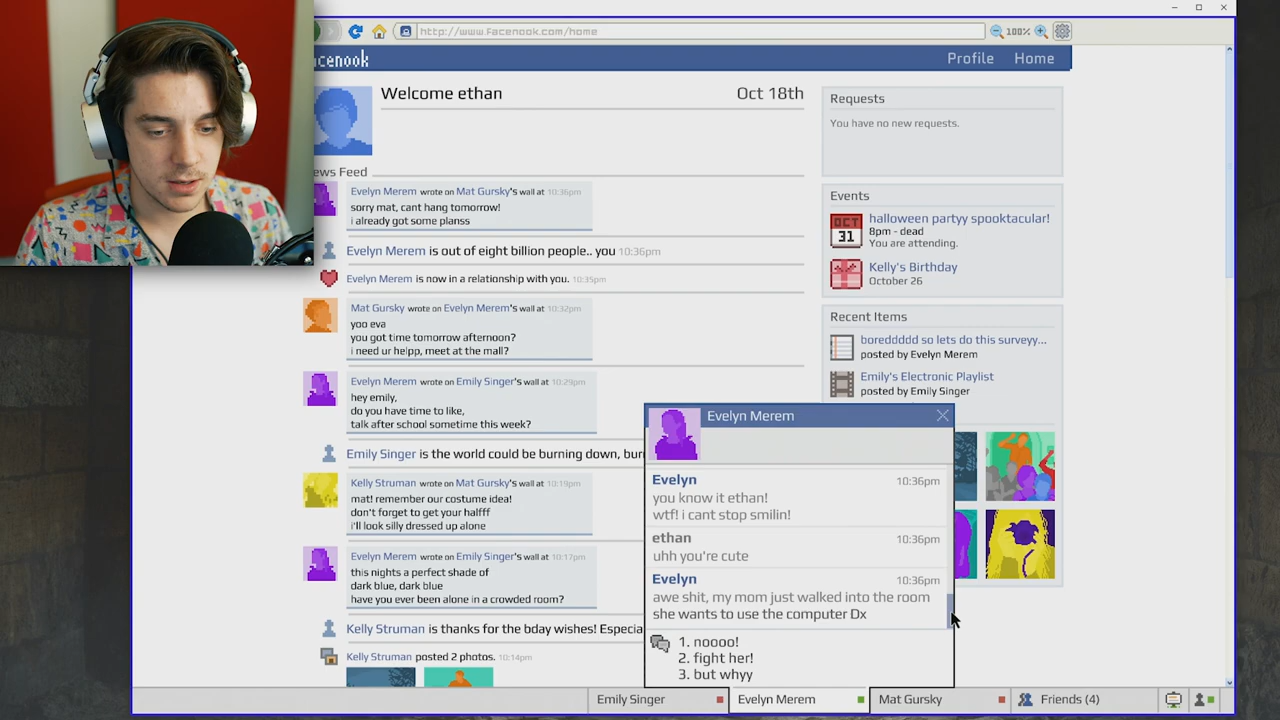 http://www.Facenook.com/home
100%
acenook
Profile
Home
Welcome ethan
Oct 18th
ews Feed
Evelyn Merem wrote on Mat Gursky's wall at 10:36pm
sorry mat, cant hang tomorrow!
i already got some planss
Evelyn Merem is out of eight billion people.. you 10:36pm
Evelyn Merem is now in a relationship with you. 10:35pm
Mat Gursky wrote on Evelyn Merem's wall at 10:32pm
yoo eva
you got time tomorrow afternoon?
i need ur helpp, meet at the mall?
Evelyn Merem wrote on Emily Singer's wall at 10:29pm
hey emily,
do you have time to like,
talk after school sometime this week?
Emily Singer is the world could be burning down, bur
Kelly Struman wrote on Mat Gursky's wall at 10:19pm
mat! remember our costume idea!
don't forget to get your halfff
i'll look silly dressed up alone
Evelyn Merem wrote on Emily Singer's wall at 10:17pm
this nights a perfect shade of
dark blue, dark blue
have you ever been alone in a crowded room?
Kelly Struman is thanks for the bday wishes! Especia
Kelly Struman posted 2 photos. 10:14pm
Requests
You have no new requests.
Events
OCT
31
halloween partyy spooktacular!
8pm - dead
You are attending.
Kelly's Birthday
October 26
Recent Items
boreddddd so lets do this surveyy...
posted by Evelyn Merem
Emily's Electronic Playlist
posted by Emily Singer
Evelyn Merem
Evelyn 10:36pm
you know it ethan!
wtf! i cant stop smilin!
ethan 10:36pm
uhh you're cute
Evelyn 10:36pm
awe shit, my mom just walked into the room
she wants to use the computer Dx
1. noooo!
2. fight her!
3. but whyy
Emily Singer
Evelyn Merem
Mat Gursky
Friends (4)